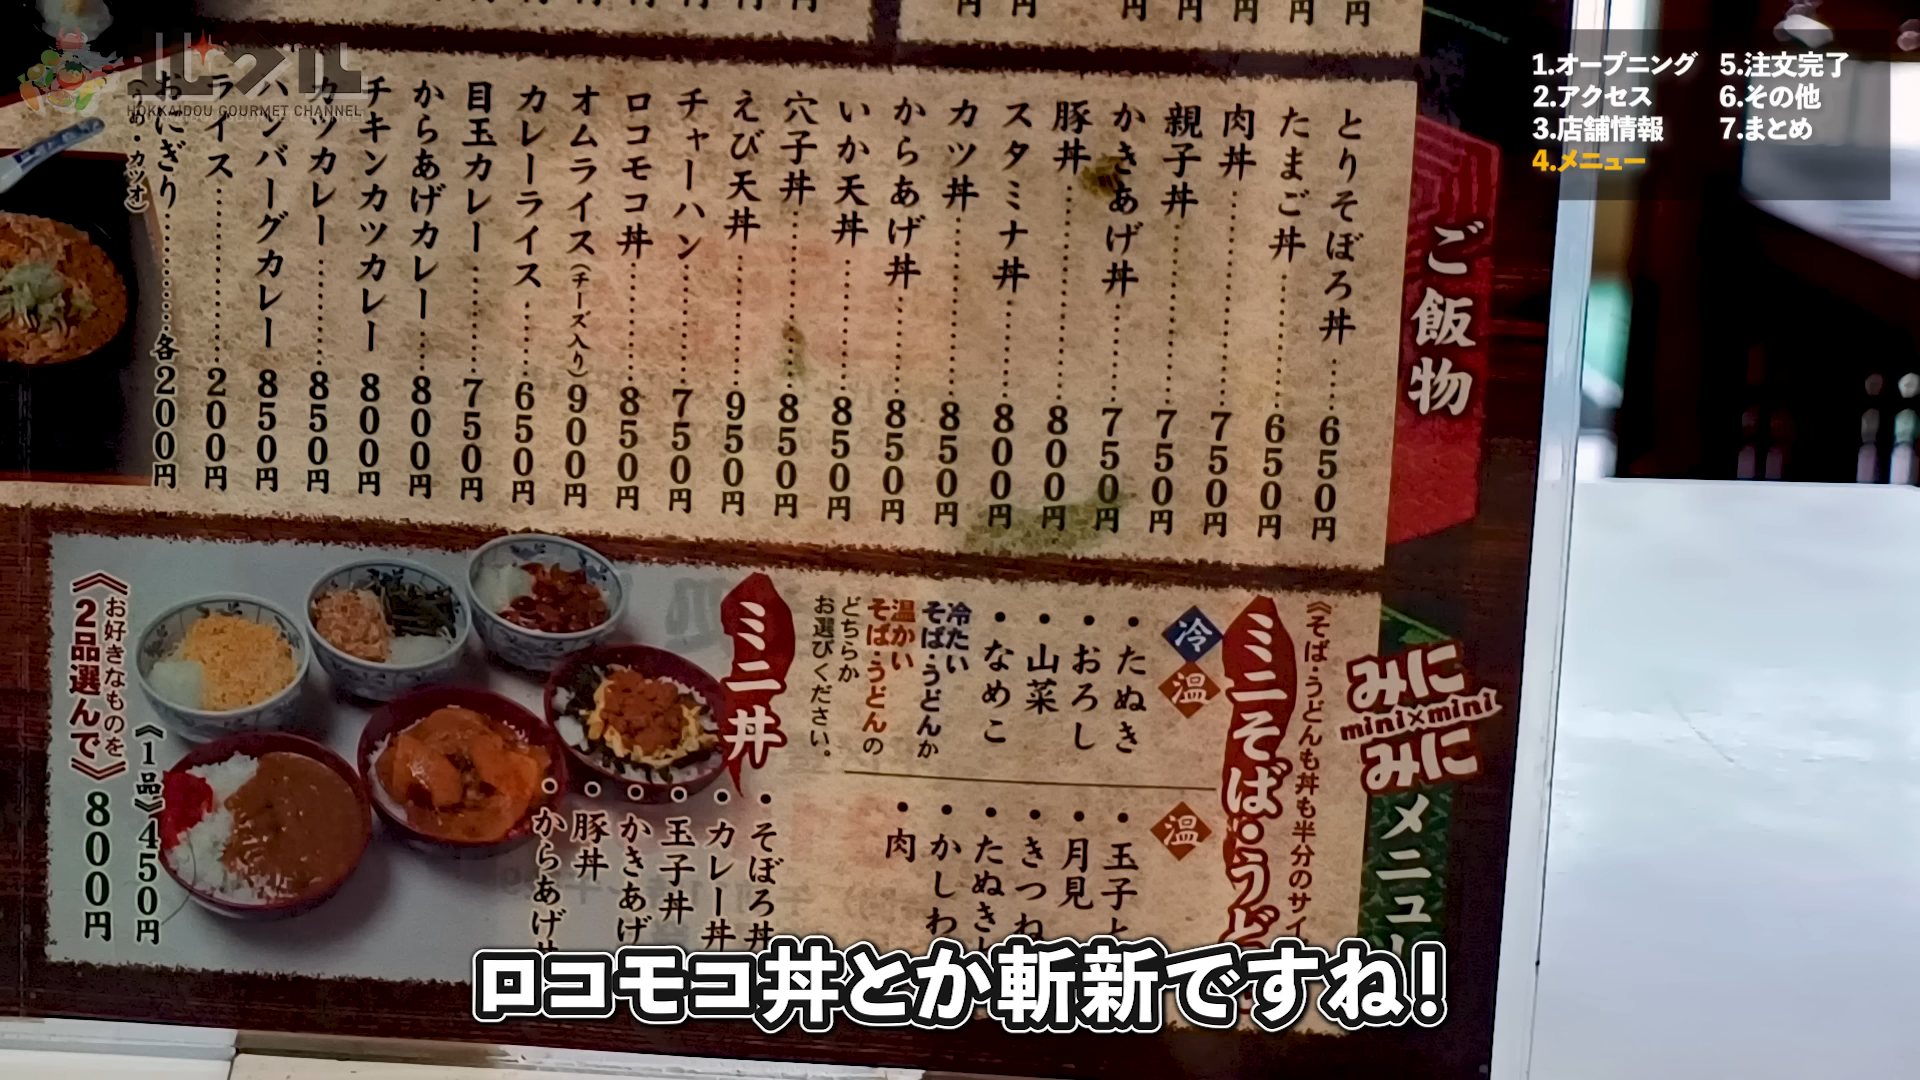 ルクル
HOKKAIDOU GOURMET CHANNEL
1.オープニング
2.アクセス
3.店舗情報
4.メニュー
5.注文完了
6.その他
7.まとめ
ご飯物
とりそぼろ丼……650円
たまご丼……650円
肉丼……750円
親子丼……750円
かきあげ丼……750円
豚丼……800円
スタミナ丼……800円
カツ丼……850円
からあげ丼……850円
いか天丼……850円
穴子丼……850円
えび天丼……950円
チャーハン……750円
ロコモコ丼……850円
オムライス(チーズ入り)900円
カレーライス……650円
目玉カレー……750円
からあげカレー……800円
チキンカツカレー 800円
カツカレー……850円
ハンバーグカレー 850円
ライス……200円
おにぎり……各200円
みに
mini×mini
みに
メニュー
《そば・うどんも丼も半分のサイ
ミニそば・うど
冷 温
・たぬき
・おろし
・山菜
・なめこ
冷たい
そば・うどんか
温かい
そば・うどんの
どちらか
お選びください。
温
・玉子と
・月見
・きつね
・たぬき
・かしわ
・肉
ミニ丼
・そぼろ丼
・カレー丼
・玉子丼
・かきあげ
・豚丼
・からあげ丼
《1品》450円
お好きなものを
《2品選んで》800円
ロコモコ丼とか斬新ですね!